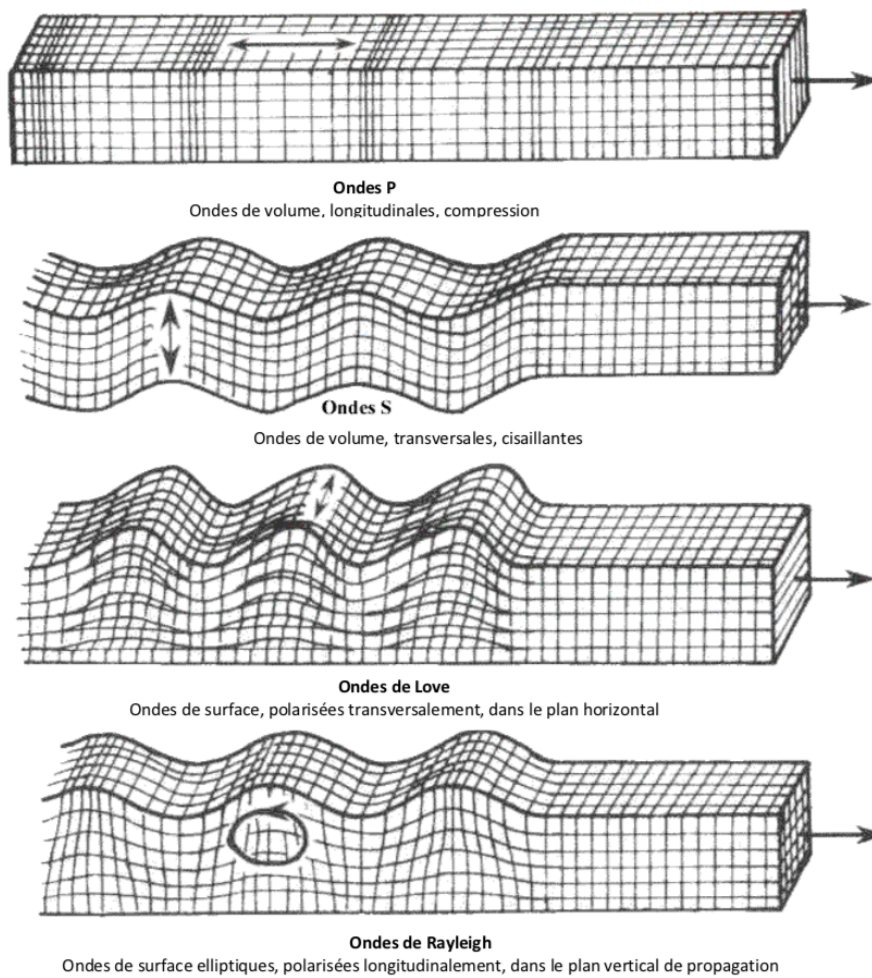 Ondes P
Ondes de volume, longitudinales, compression
Ondes S
Ondes de volume, transversales, cisaillantes
Ondes de Love
Ondes de surface, polarisées transversalement, dans le plan horizontal
Ondes de Rayleigh
Ondes de surface elliptiques, polarisées longitudinalement, dans le plan vertical de propagation